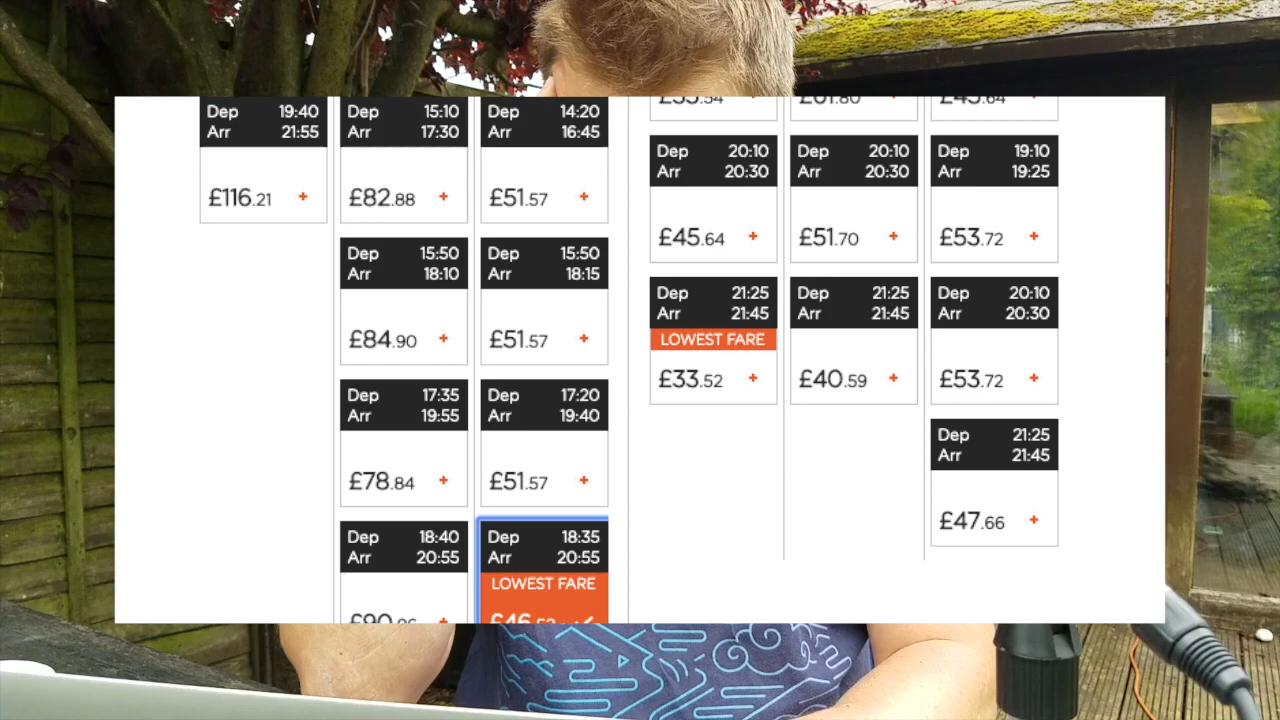 Dep 19:40
Arr 21:55
£116.21 +
Dep 15:10
Arr 17:30
£82.88 +
Dep 15:50
Arr 18:10
£84.90 +
Dep 17:35
Arr 19:55
£78.84 +
Dep 18:40
Arr 20:55
Dep 14:20
Arr 16:45
£51.57 +
Dep 15:50
Arr 18:15
£51.57 +
Dep 17:20
Arr 19:40
£51.57 +
Dep 18:35
Arr 20:55
LOWEST FARE
Dep 20:10
Arr 20:30
£45.64 +
Dep 21:25
Arr 21:45
LOWEST FARE
£33.52 +
Dep 20:10
Arr 20:30
£51.70 +
Dep 21:25
Arr 21:45
£40.59 +
Dep 19:10
Arr 19:25
£53.72 +
Dep 20:10
Arr 20:30
£53.72 +
Dep 21:25
Arr 21:45
£47.66 +